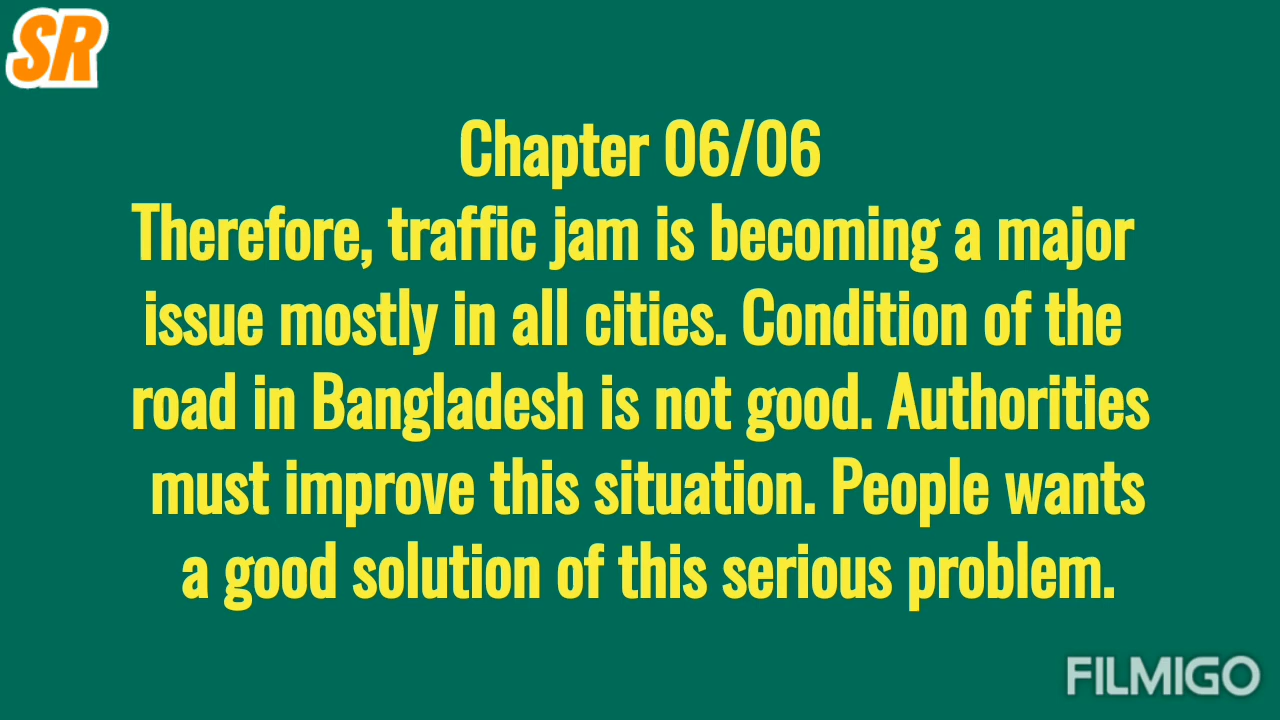 SR
Chapter 06/06
Therefore, traffic jam is becoming a major
issue mostly in all cities. Condition of the
road in Bangladesh is not good. Authorities
must improve this situation. People wants
a good solution of this serious problem.
FILMIGO